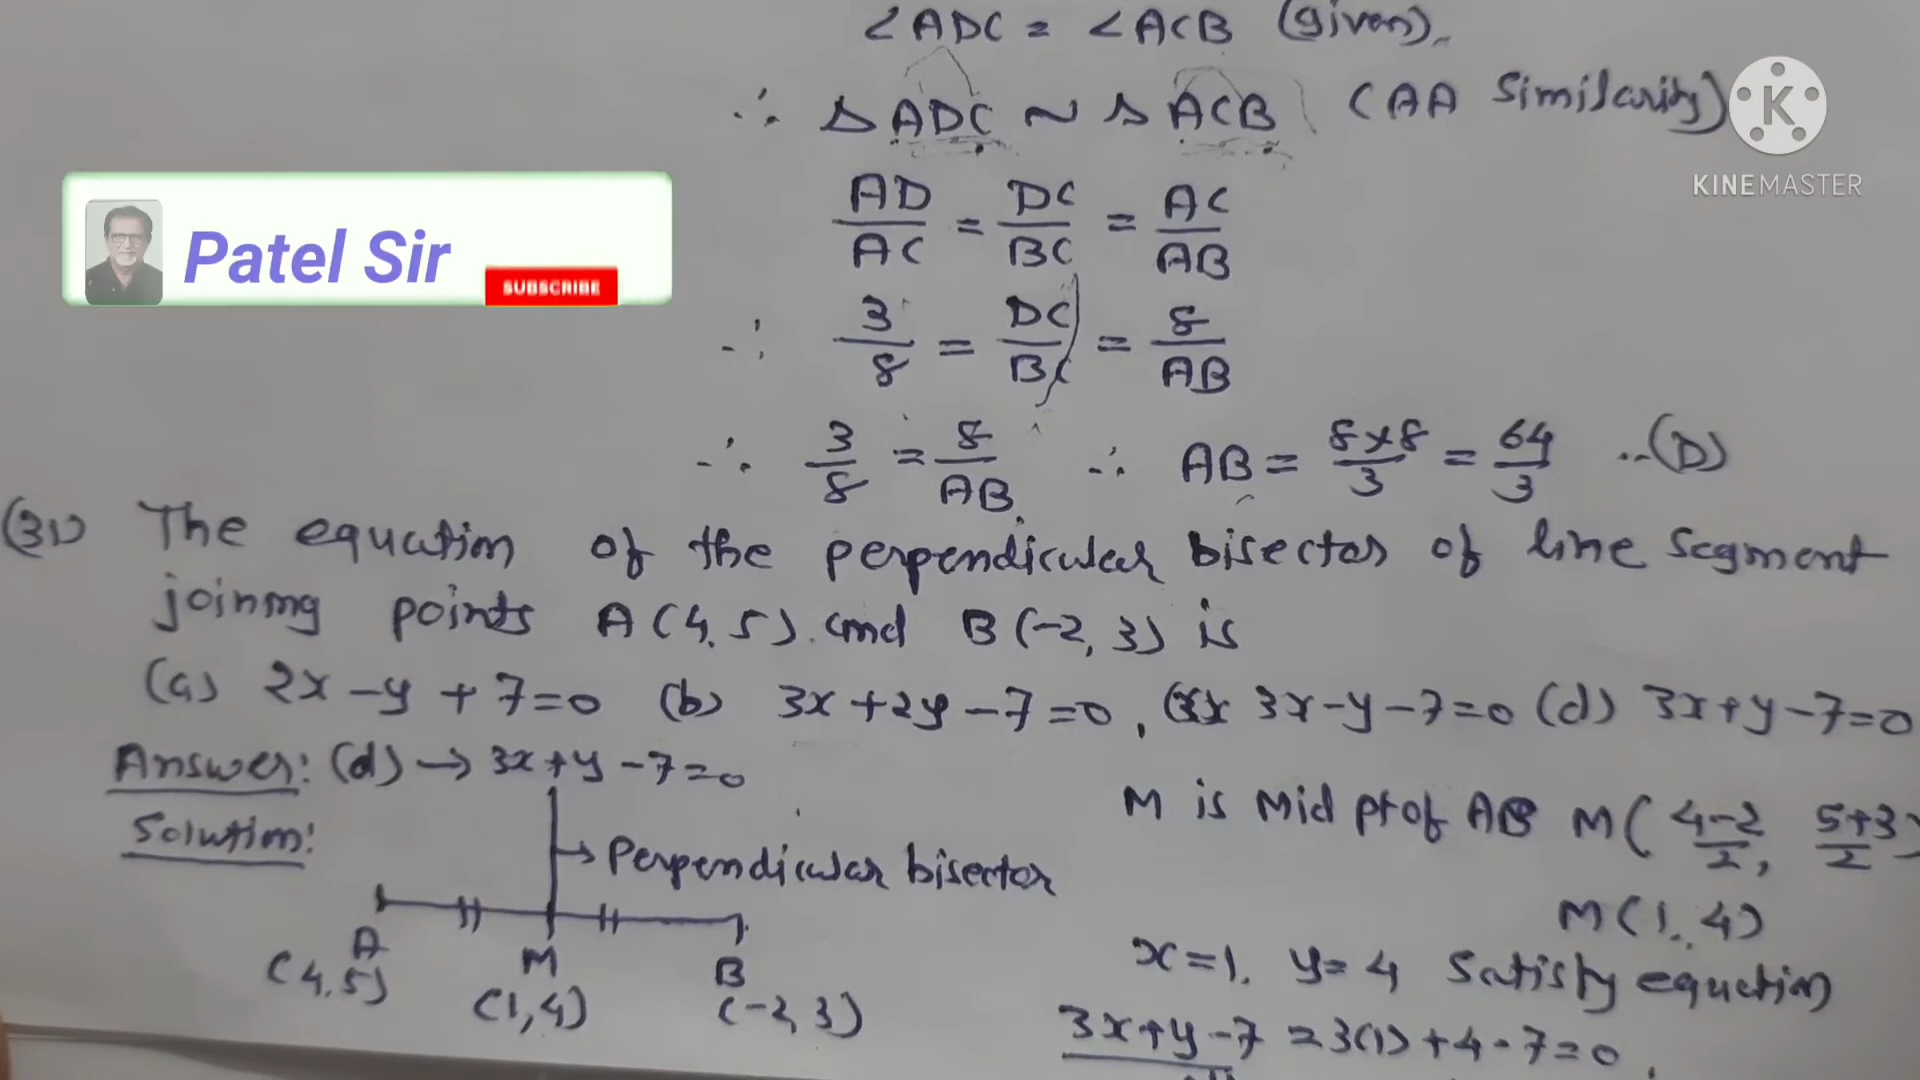 ∠ADC = ∠ACB (given).
∴ △ADC ~ △ACB (AA Similarity)
K
KINEMASTER
Patel Sir
SUBSCRIBE
AD/AC = DC/BC = AC/AB
∴ 3/8 = DC/BC = 8/AB
∴ 3/8 = 8/AB ∴ AB = 8×8/3 = 64/3 ..(D)
(31) The equation of the perpendicular bisector of line segment
joining points A(4,5) and B(-2,3) is
(a) 2x-y+7=0 (b) 3x+2y-7=0, 3x-y-7=0 (d) 3x+y-7=0
Answer: (d) → 3x+y-7=0
Solution:
→ Perpendicular bisector
A
(4,5)
M
(1,4)
B
(-2,3)
M is Mid pt of AB M(4-2/2, 5+3/2)
M(1,4)
x=1, y=4 Satisfy equation
3x+y-7 = 3(1)+4-7=0